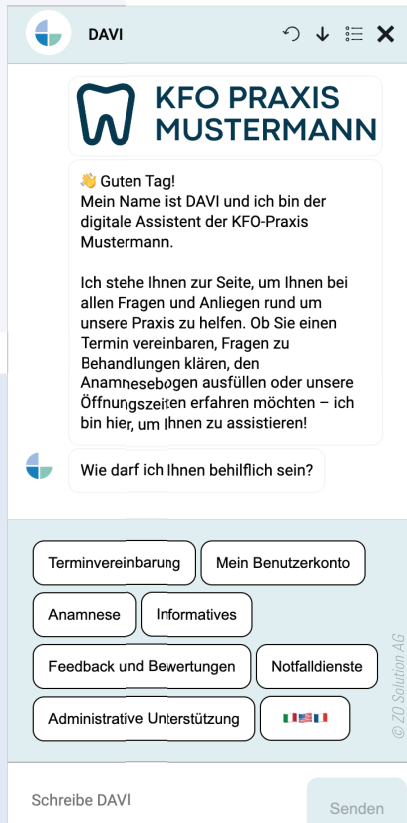 DAVI
KFO PRAXIS
MUSTERMANN
👋 Guten Tag!
Mein Name ist DAVI und ich bin der
digitale Assistent der KFO-Praxis
Mustermann.
Ich stehe Ihnen zur Seite, um Ihnen bei
allen Fragen und Anliegen rund um
unsere Praxis zu helfen. Ob Sie einen
Termin vereinbaren, Fragen zu
Behandlungen klären, den
Anamnesebogen ausfüllen oder unsere
Öffnungszeiten erfahren möchten – ich
bin hier, um Ihnen zu assistieren!
Wie darf ich Ihnen behilflich sein?
Terminvereinbarung
Mein Benutzerkonto
Anamnese
Informatives
Feedback und Bewertungen
Notfalldienste
Administrative Unterstützung
© ZO Solution AG
Schreibe DAVI
Senden